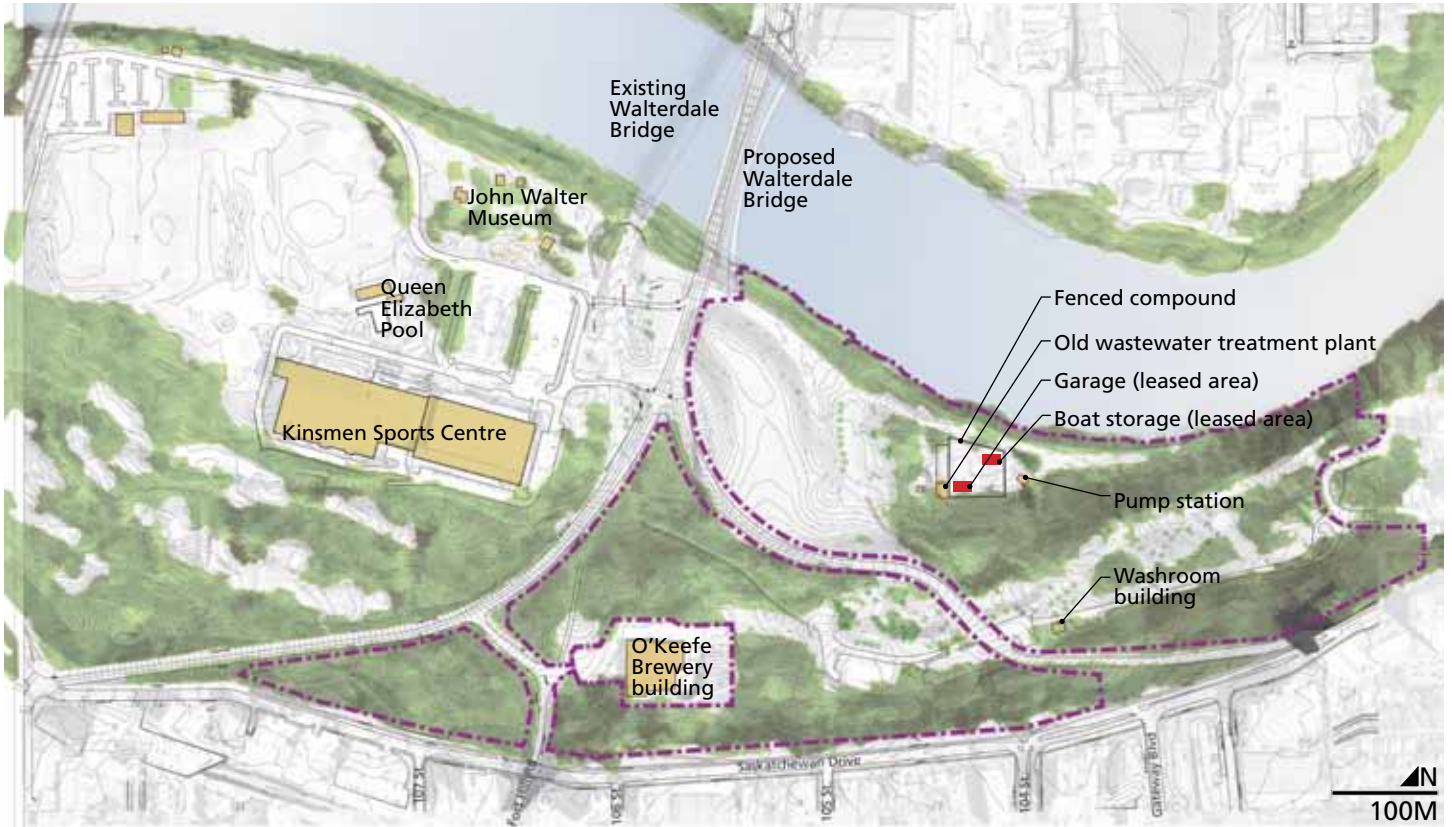 Existing
Walterdale
Bridge
Proposed
Walterdale
Bridge
John Walter
Museum
Queen
Elizabeth
Pool
Kinsmen Sports Centre
Fenced compound
Old wastewater treatment plant
Garage (leased area)
Boat storage (leased area)
Pump station
Washroom
building
O'Keefe
Brewery
building
Saskatchewan Drive
107 St
106 St
105 St
104 St
Gateway Blvd
N
100M